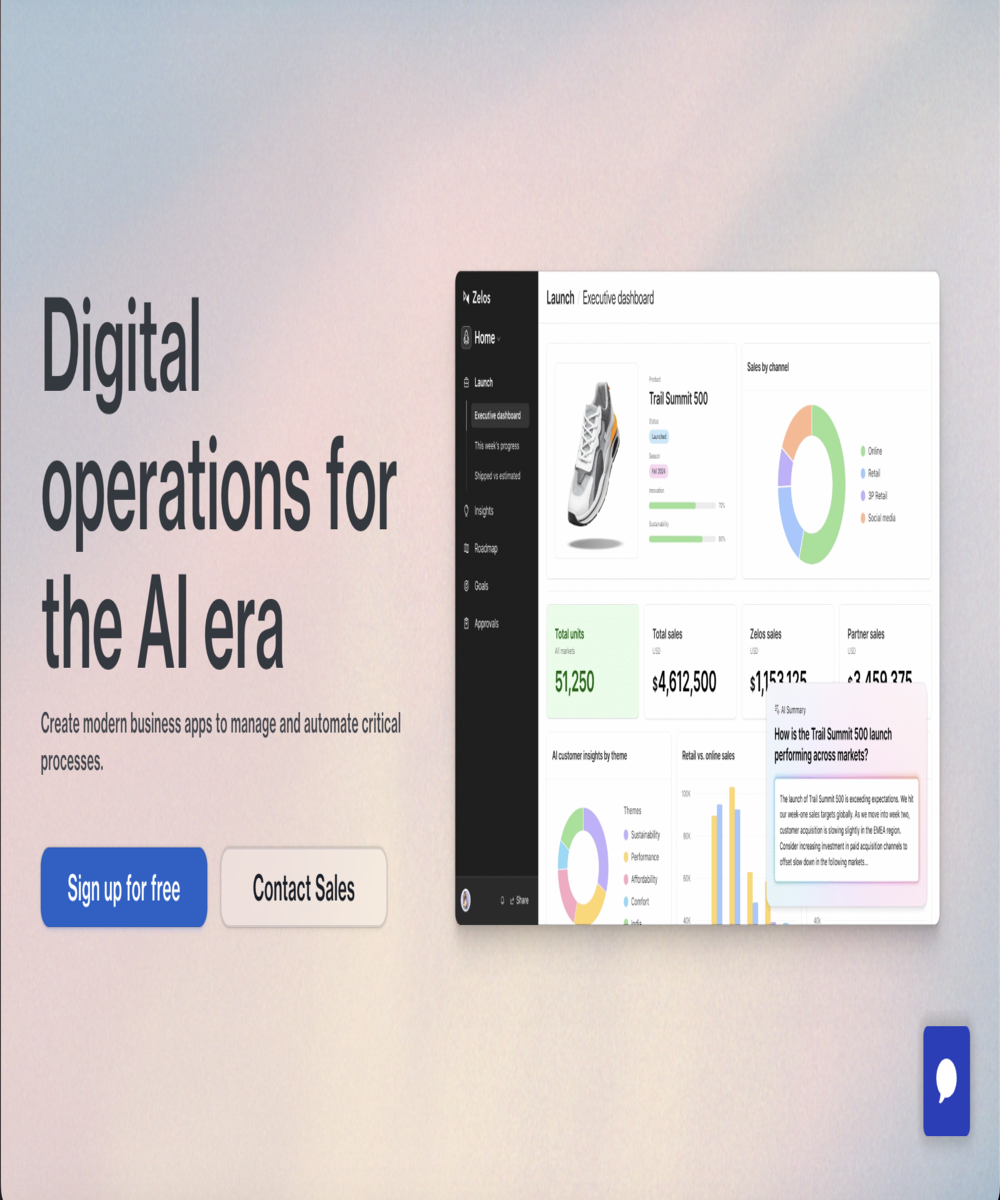 Digital
operations for
the AI era
Create modern business apps to manage and automate critical
processes.
Sign up for free
Contact Sales
Zelos
Home
Launch
Executive dashboard
This week's progress
Shipped vs estimated
Insights
Roadmap
Goals
Approvals
Share
Launch / Executive dashboard
Product
Trail Summit 500
Status
Launched
Season
Fall 2024
Innovation
70%
Sustainability
80%
Sales by channel
Online
Retail
3P Retail
Social media
Total units
All markets
51,250
Total sales
USD
$4,612,500
Zelos sales
USD
$1,153,125
Partner sales
USD
$3,459,375
AI customer insights by theme
Themes
Sustainability
Performance
Affordability
Comfort
Retail vs. online sales
100K
80K
60K
40K
40k
AI Summary
How is the Trail Summit 500 launch
performing across markets?
The launch of Trail Summit 500 is exceeding expectations. We hit
our week-one sales targets globally. As we move into week two,
customer acquisition is slowing slightly in the EMEA region.
Consider increasing investment in paid acquisition channels to
offset slow down in the following markets...